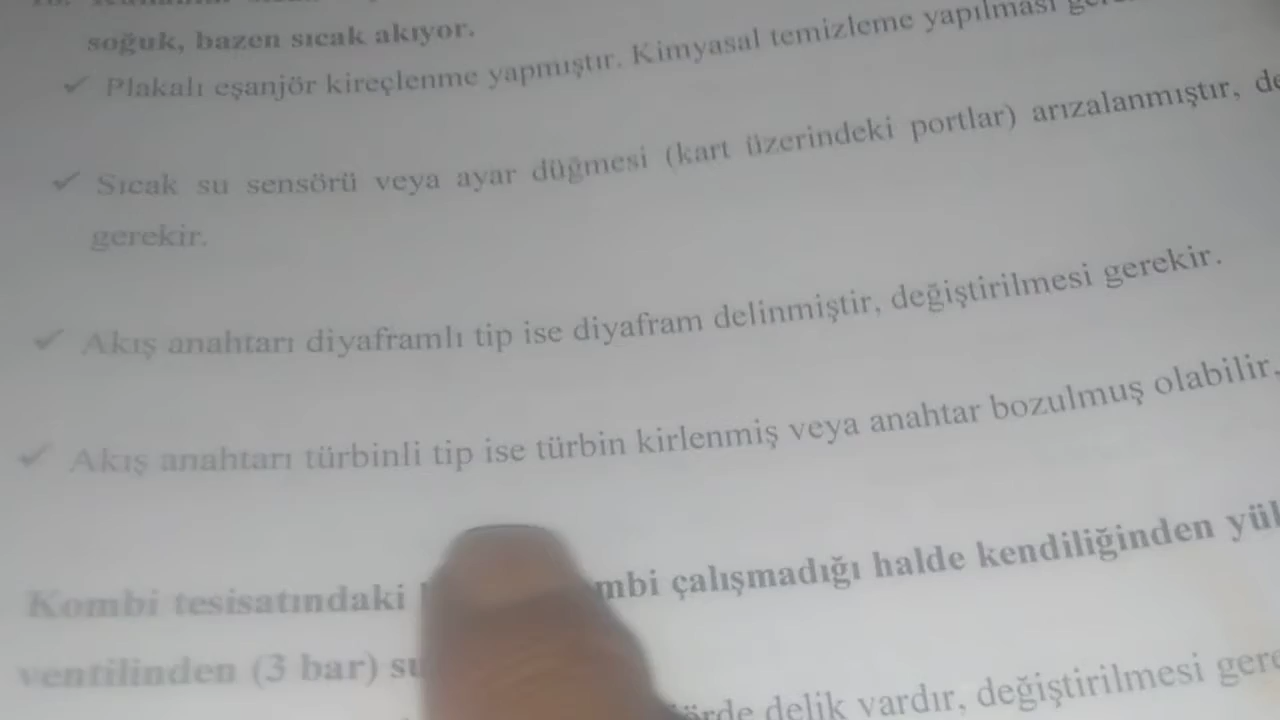 soğuk, bazen sıcak akıyor.
✓ Plakalı eşanjör kireçlenme yapmıştır. Kimyasal temizleme yapılması
✓ Sıcak su sensörü veya ayar düğmesi (kart üzerindeki portlar) arızalanmıştır,
gerekir.
✓ Akış anahtarı diyaframlı tip ise diyafram delinmiştir, değiştirilmesi gerekir.
✓ Akış anahtarı türbinli tip ise türbin kirlenmiş veya anahtar bozulmuş olabilir,
Kombi tesisatındaki çalışmadığı halde kendiliğinden
ventilinden (3 bar)
delik vardır, değiştirilmesi